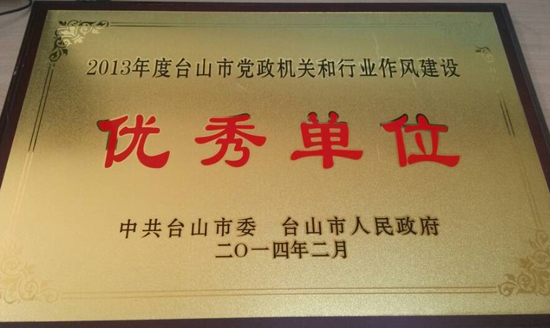 2013年度台山市党政机关和行业作风建设
优秀单位
中共台山市委 台山市人民政府
二〇一四年二月